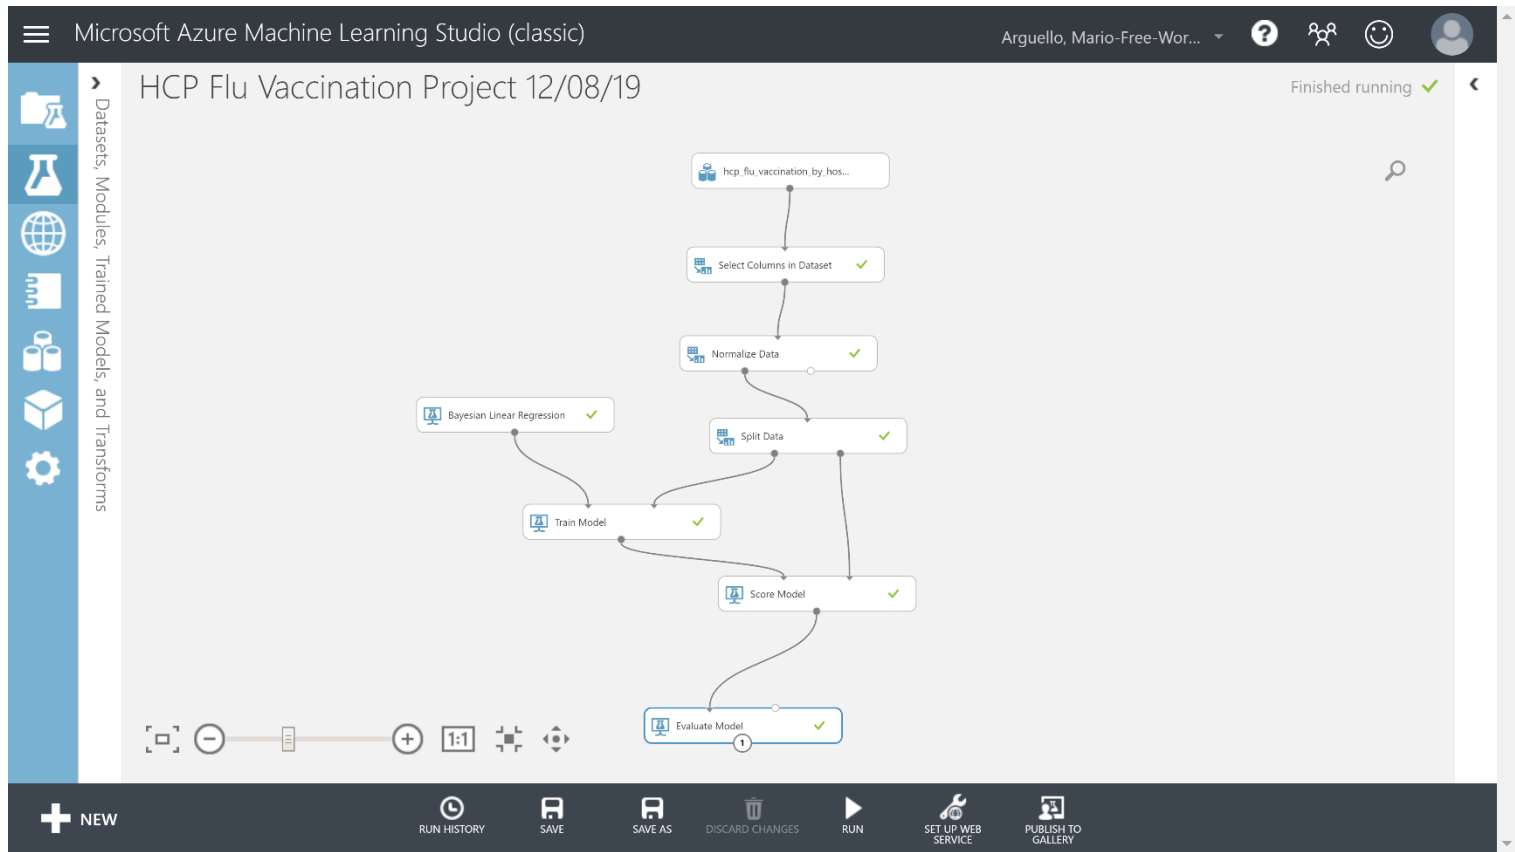 Microsoft Azure Machine Learning Studio (classic)
Arguello, Mario-Free-Wor...
?
HCP Flu Vaccination Project 12/08/19
Finished running
Datasets, Modules, Trained Models, and Transforms
hcp_flu_vaccination_by_hos...
Select Columns in Dataset
Normalize Data
Bayesian Linear Regression
Split Data
Train Model
Score Model
Evaluate Model
1
1:1
NEW
RUN HISTORY
SAVE
SAVE AS
DISCARD CHANGES
RUN
SET UP WEB
SERVICE
PUBLISH TO
GALLERY